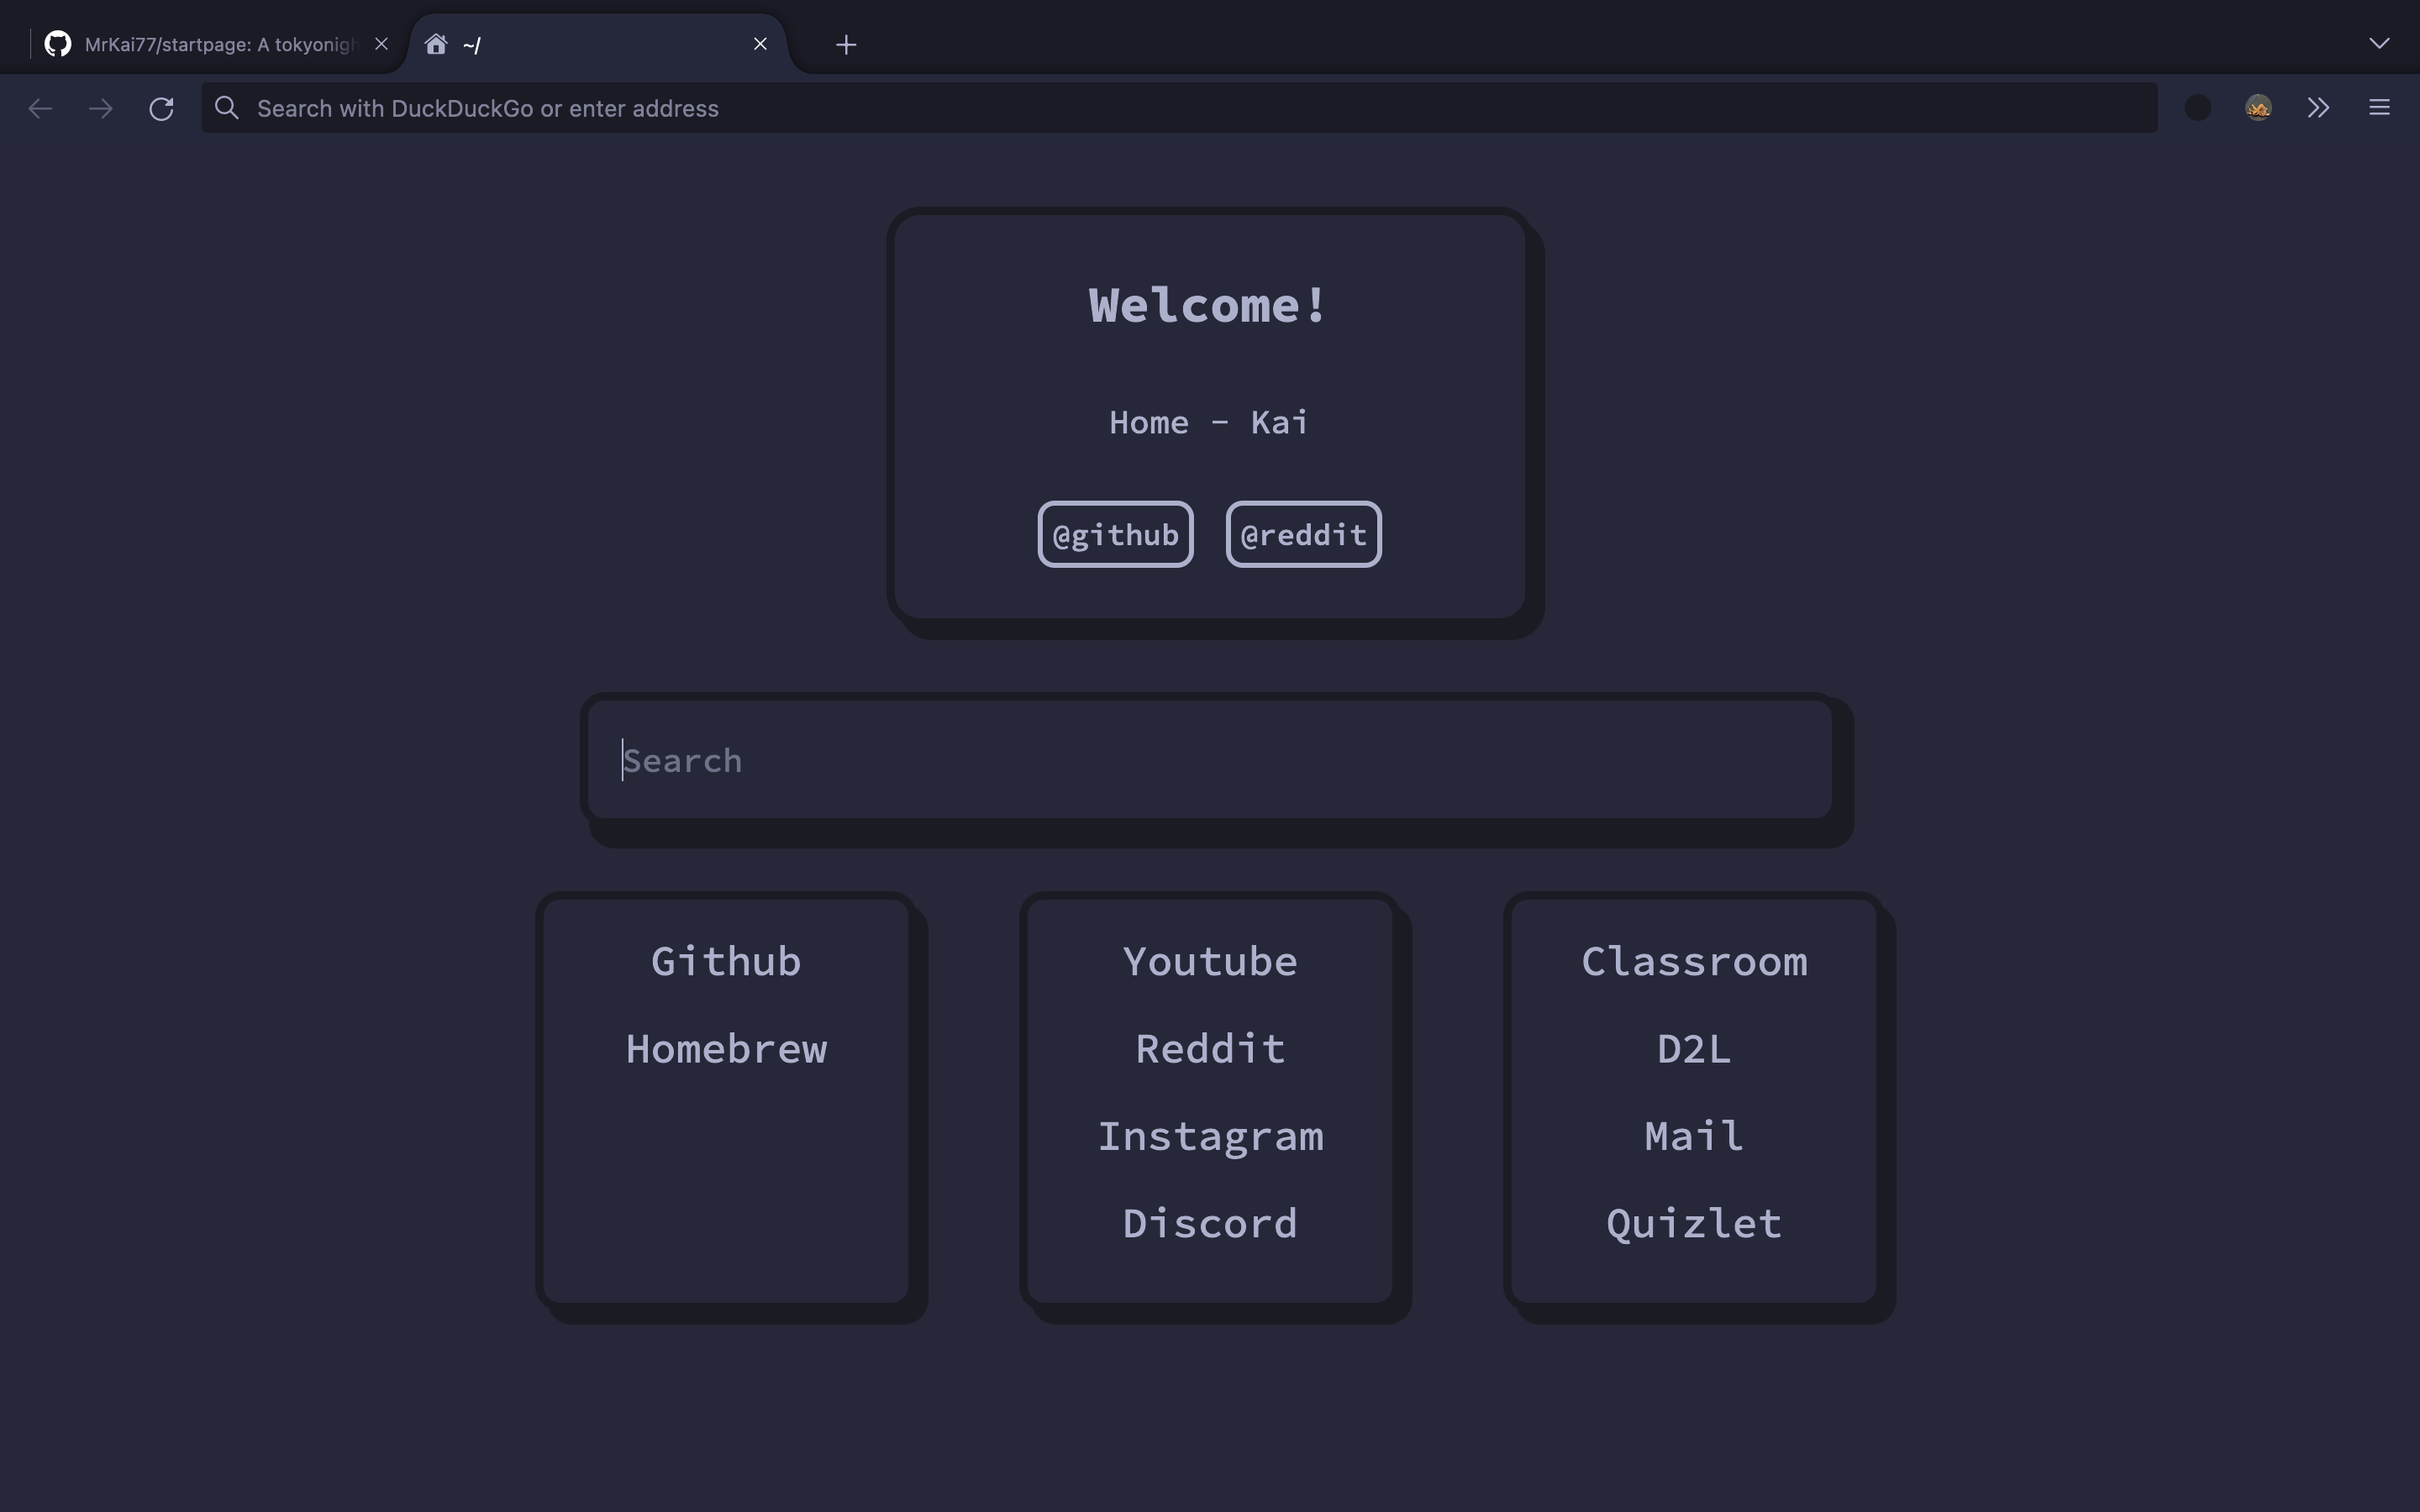 MrKai77/startpage: A tokyonigh
~/
Search with DuckDuckGo or enter address
Welcome!
Home - Kai
@github @reddit
Search
Github
Homebrew
Youtube
Reddit
Instagram
Discord
Classroom
D2L
Mail
Quizlet